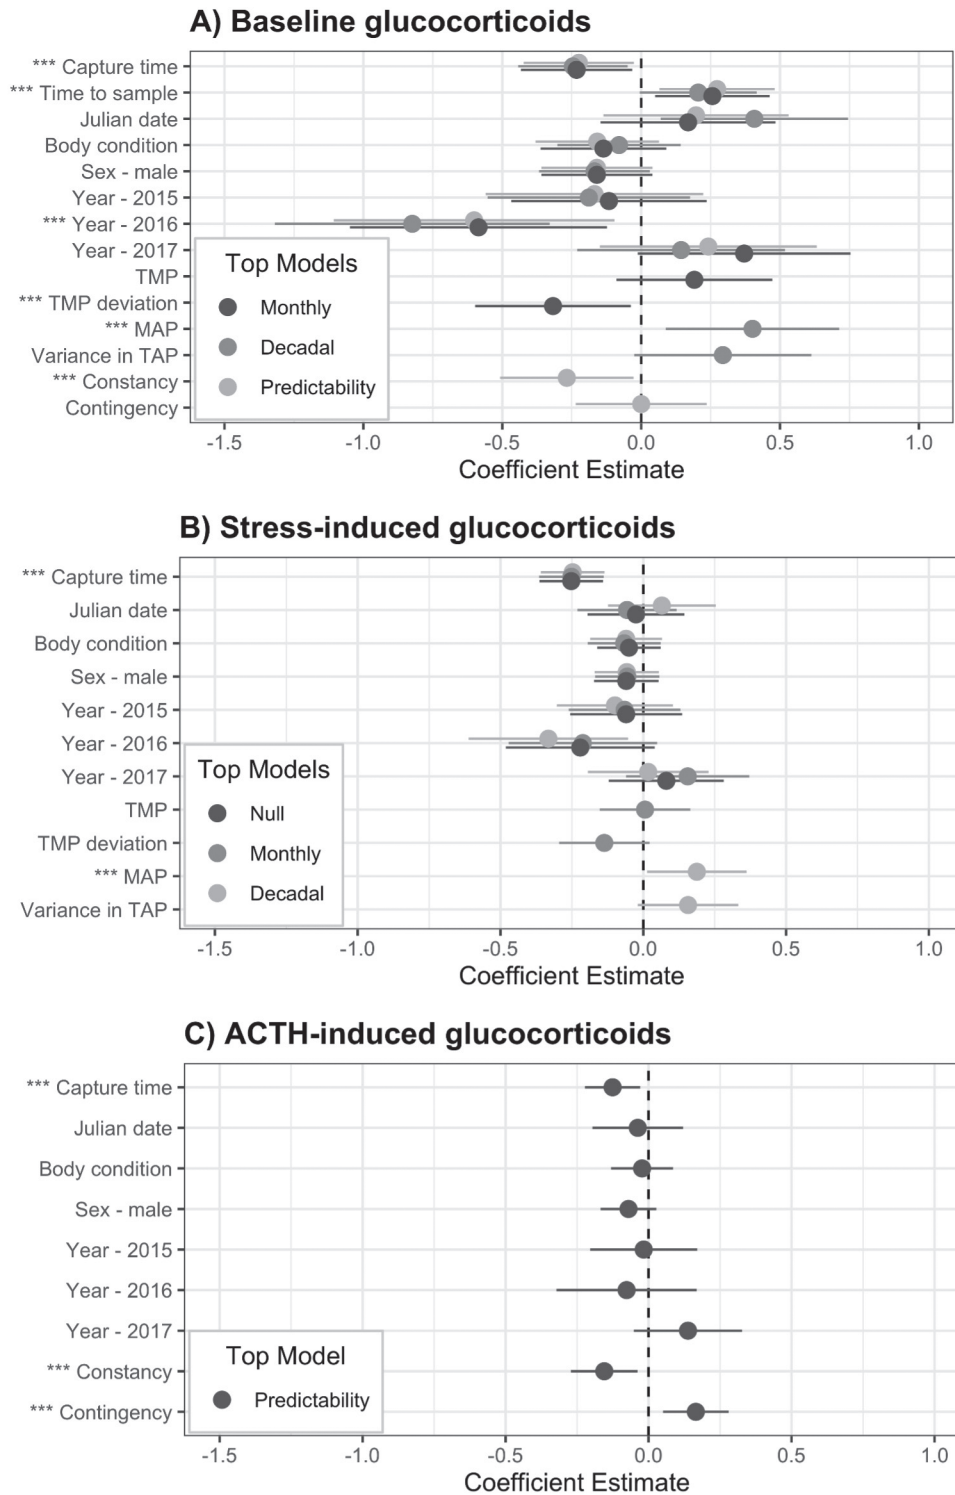 A) Baseline glucocorticoids
*** Capture time
*** Time to sample
Julian date
Body condition
Sex - male
Year - 2015
*** Year - 2016
Year - 2017
TMP
*** TMP deviation
*** MAP
Variance in TAP
*** Constancy
Contingency
Top Models
Monthly
Decadal
Predictability
-1.5 -1.0 -0.5 0.0 0.5 1.0
Coefficient Estimate
B) Stress-induced glucocorticoids
*** Capture time
Julian date
Body condition
Sex - male
Year - 2015
Year - 2016
Year - 2017
TMP
TMP deviation
*** MAP
Variance in TAP
Top Models
Null
Monthly
Decadal
-1.5 -1.0 -0.5 0.0 0.5 1.0
Coefficient Estimate
C) ACTH-induced glucocorticoids
*** Capture time
Julian date
Body condition
Sex - male
Year - 2015
Year - 2016
Year - 2017
*** Constancy
*** Contingency
Top Model
Predictability
-1.5 -1.0 -0.5 0.0 0.5 1.0
Coefficient Estimate